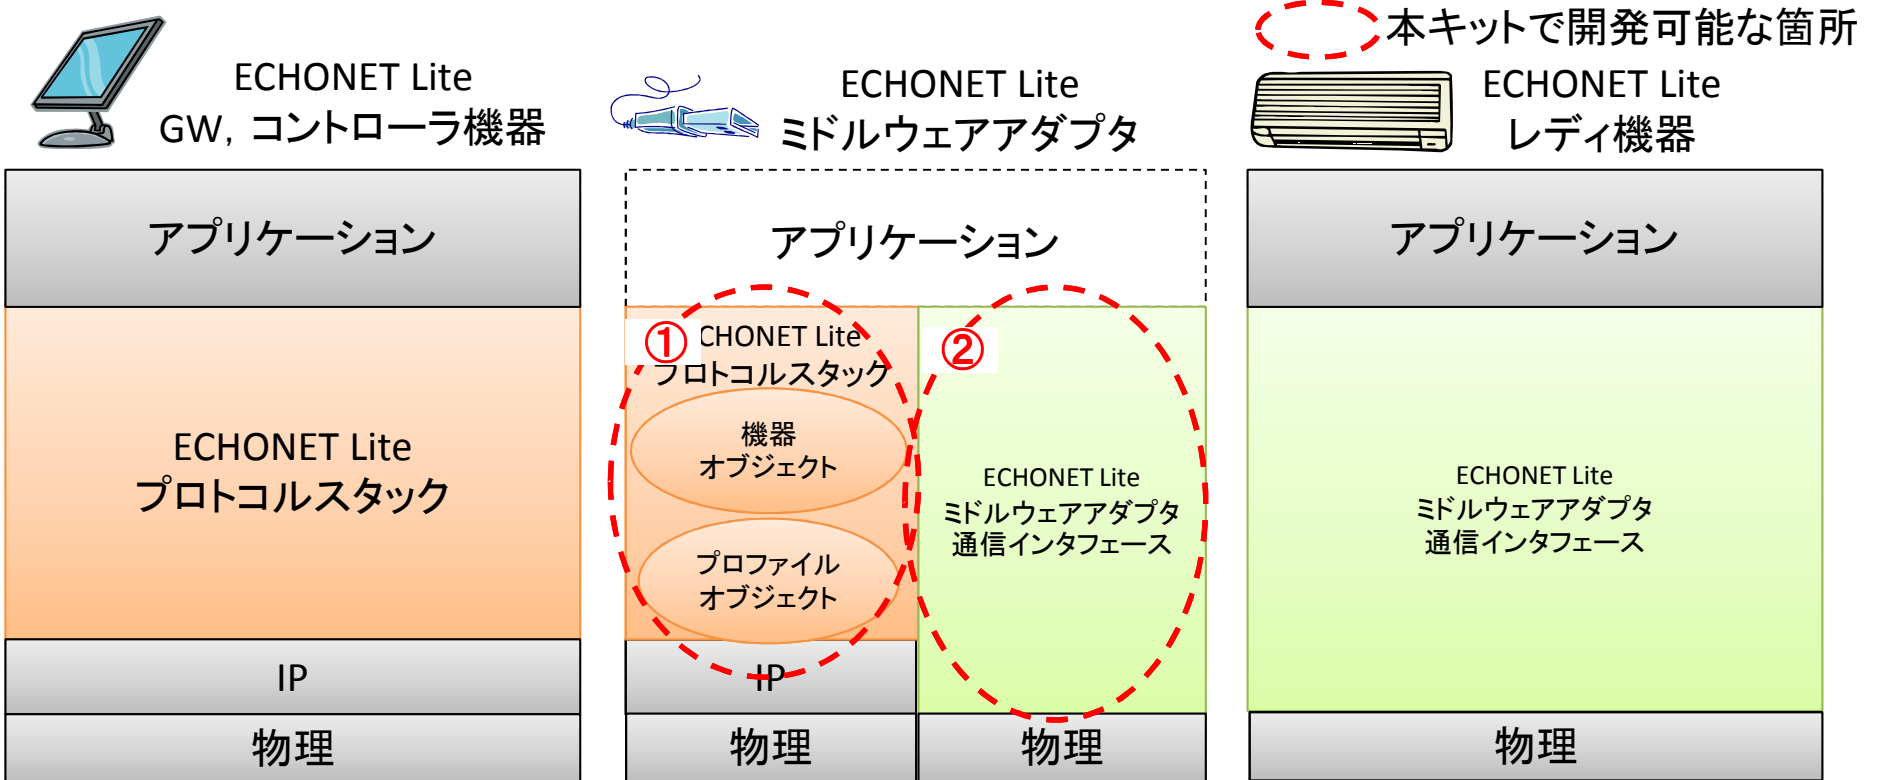 本キットで開発可能な箇所
ECHONET Lite
GW，コントローラ機器
ECHONET Lite
ミドルウェアアダプタ
ECHONET Lite
レディ機器
アプリケーション
ECHONET Lite
プロトコルスタック
IP
物理
アプリケーション
①
CHONET Lite
プロトコルスタック
機器
オブジェクト
プロファイル
オブジェクト
IP
物理
②
ECHONET Lite
ミドルウェアアダプタ
通信インタフェース
物理
アプリケーション
ECHONET Lite
ミドルウェアアダプタ
通信インタフェース
物理